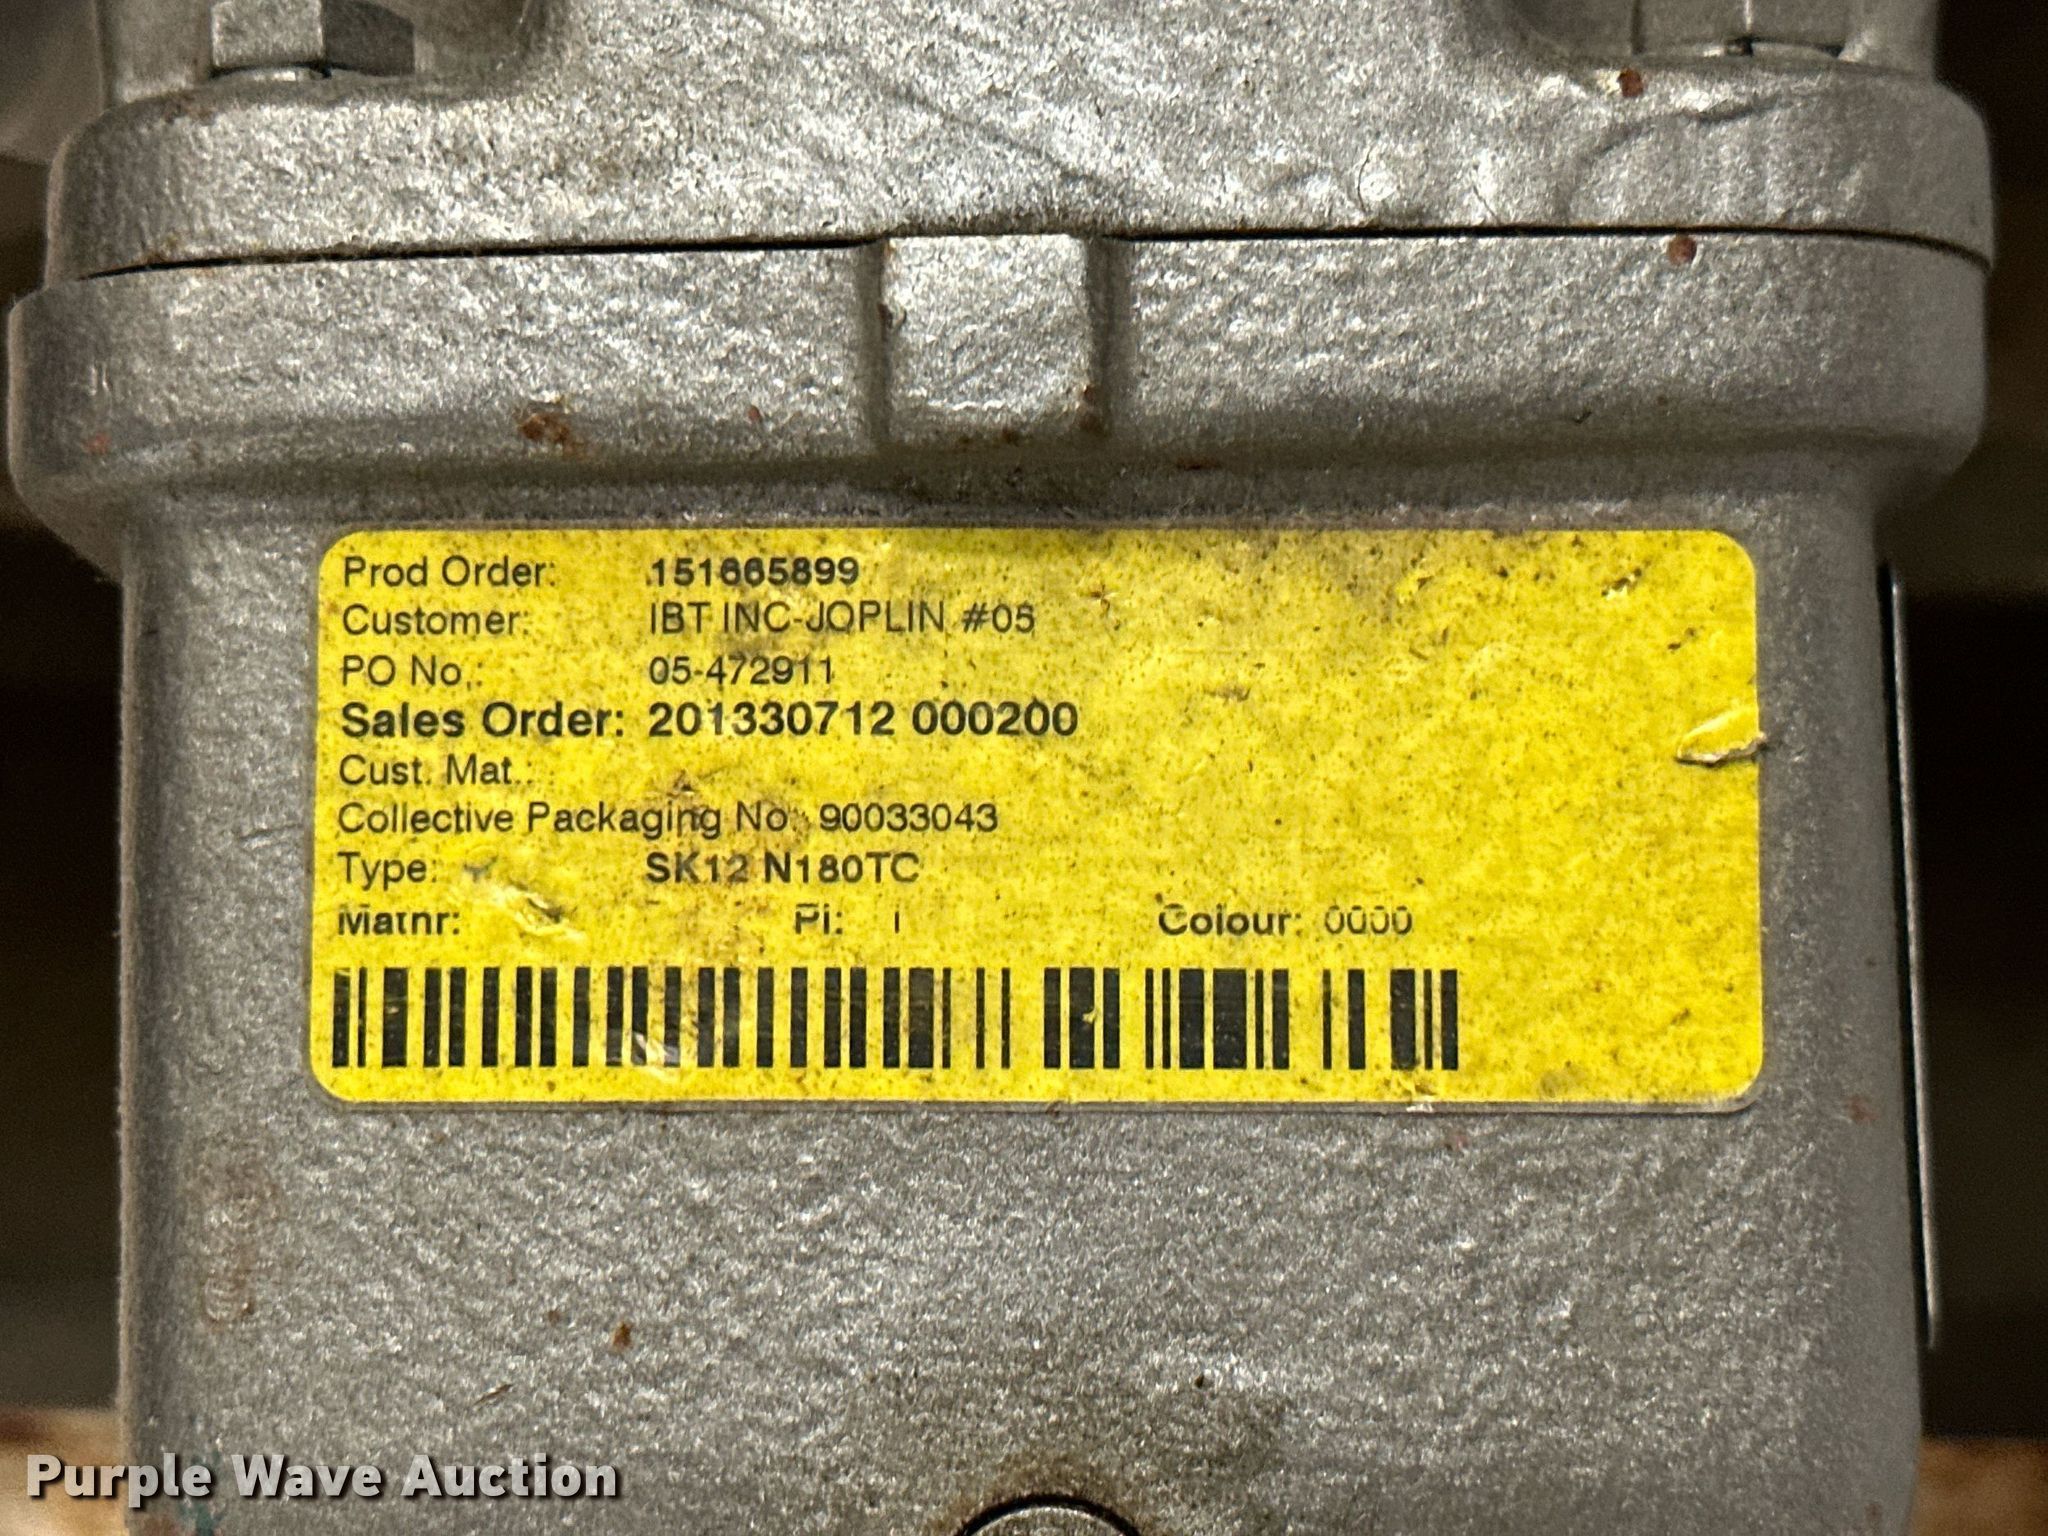 Prod Order: 151665899
Customer: IBT INC-JOPLIN #05
PO No.: 05-472911
Sales Order: 201330712 000200
Cust. Mat.:
Collective Packaging No: 90033043
Type: SK12 N180TC
Matnr: Pi: I Colour: 0000
Purple Wave Auction